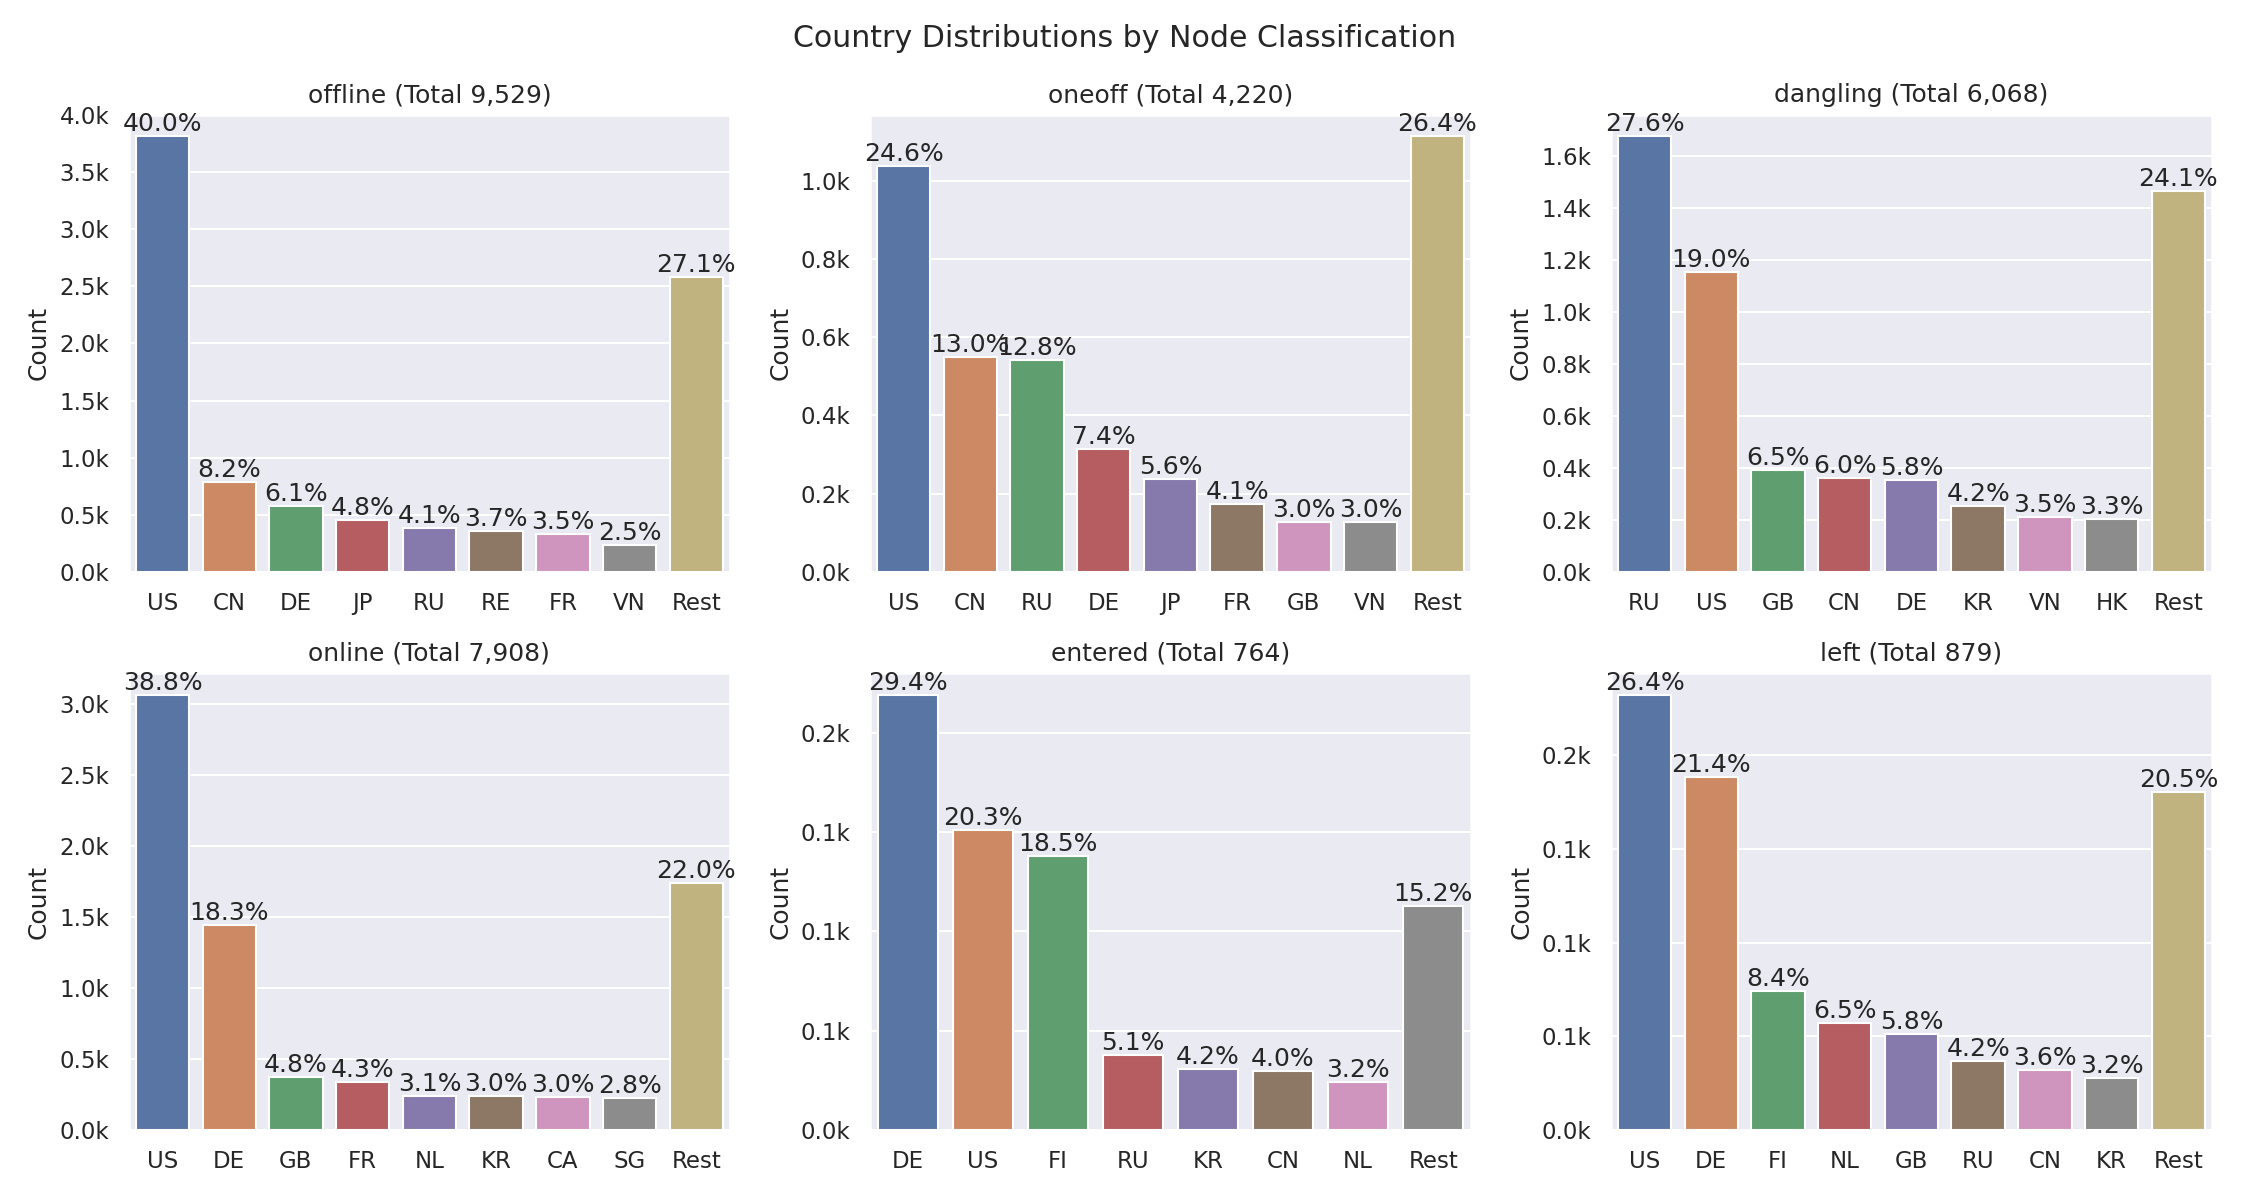 Country Distributions by Node Classification
offline (Total 9,529)
Count
4.0k
3.5k
3.0k
2.5k
2.0k
1.5k
1.0k
0.5k
0.0k
40.0%
8.2%
6.1%
4.8%
4.1%
3.7%
3.5%
2.5%
27.1%
US CN DE JP RU RE FR VN Rest
oneoff (Total 4,220)
Count
1.0k
0.8k
0.6k
0.4k
0.2k
0.0k
24.6%
13.0%
12.8%
7.4%
5.6%
4.1%
3.0%
3.0%
26.4%
US CN RU DE JP FR GB VN Rest
dangling (Total 6,068)
Count
1.6k
1.4k
1.2k
1.0k
0.8k
0.6k
0.4k
0.2k
0.0k
27.6%
19.0%
6.5%
6.0%
5.8%
4.2%
3.5%
3.3%
24.1%
RU US GB CN DE KR VN HK Rest
online (Total 7,908)
Count
3.0k
2.5k
2.0k
1.5k
1.0k
0.5k
0.0k
38.8%
18.3%
4.8%
4.3%
3.1%
3.0%
3.0%
2.8%
22.0%
US DE GB FR NL KR CA SG Rest
entered (Total 764)
Count
0.2k
0.1k
0.1k
0.1k
0.0k
29.4%
20.3%
18.5%
5.1%
4.2%
4.0%
3.2%
15.2%
DE US FI RU KR CN NL Rest
left (Total 879)
Count
0.2k
0.1k
0.1k
0.1k
0.0k
26.4%
21.4%
8.4%
6.5%
5.8%
4.2%
3.6%
3.2%
20.5%
US DE FI NL GB RU CN KR Rest